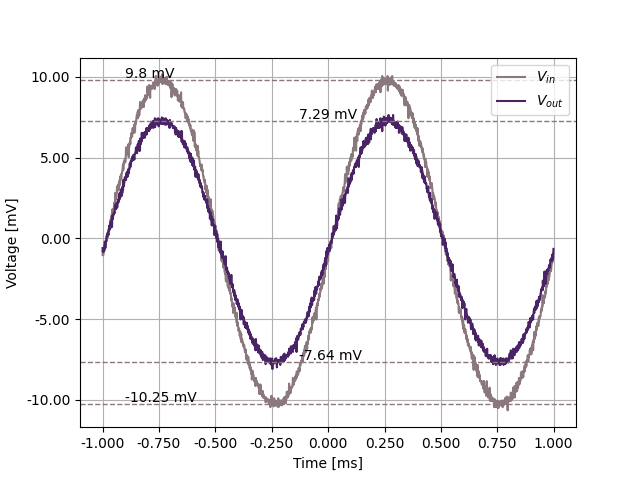 10.00
5.00
0.00
-5.00
-10.00
Voltage [mV]
9.8 mV
7.29 mV
-7.64 mV
-10.25 mV
V_in
V_out
-1.000 -0.750 -0.500 -0.250 0.000 0.250 0.500 0.750 1.000
Time [ms]